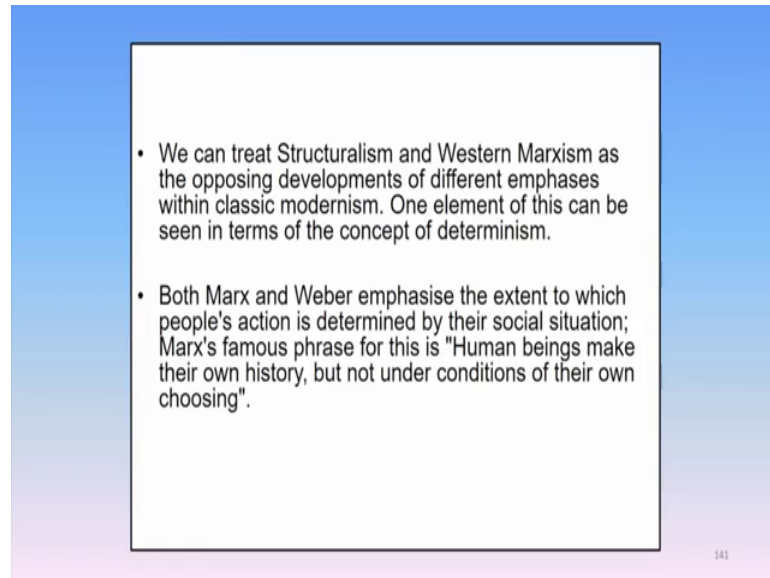 • We can treat Structuralism and Western Marxism as
the opposing developments of different emphases
within classic modernism. One element of this can be
seen in terms of the concept of determinism.
• Both Marx and Weber emphasise the extent to which
people's action is determined by their social situation;
Marx's famous phrase for this is "Human beings make
their own history, but not under conditions of their own
choosing".
141